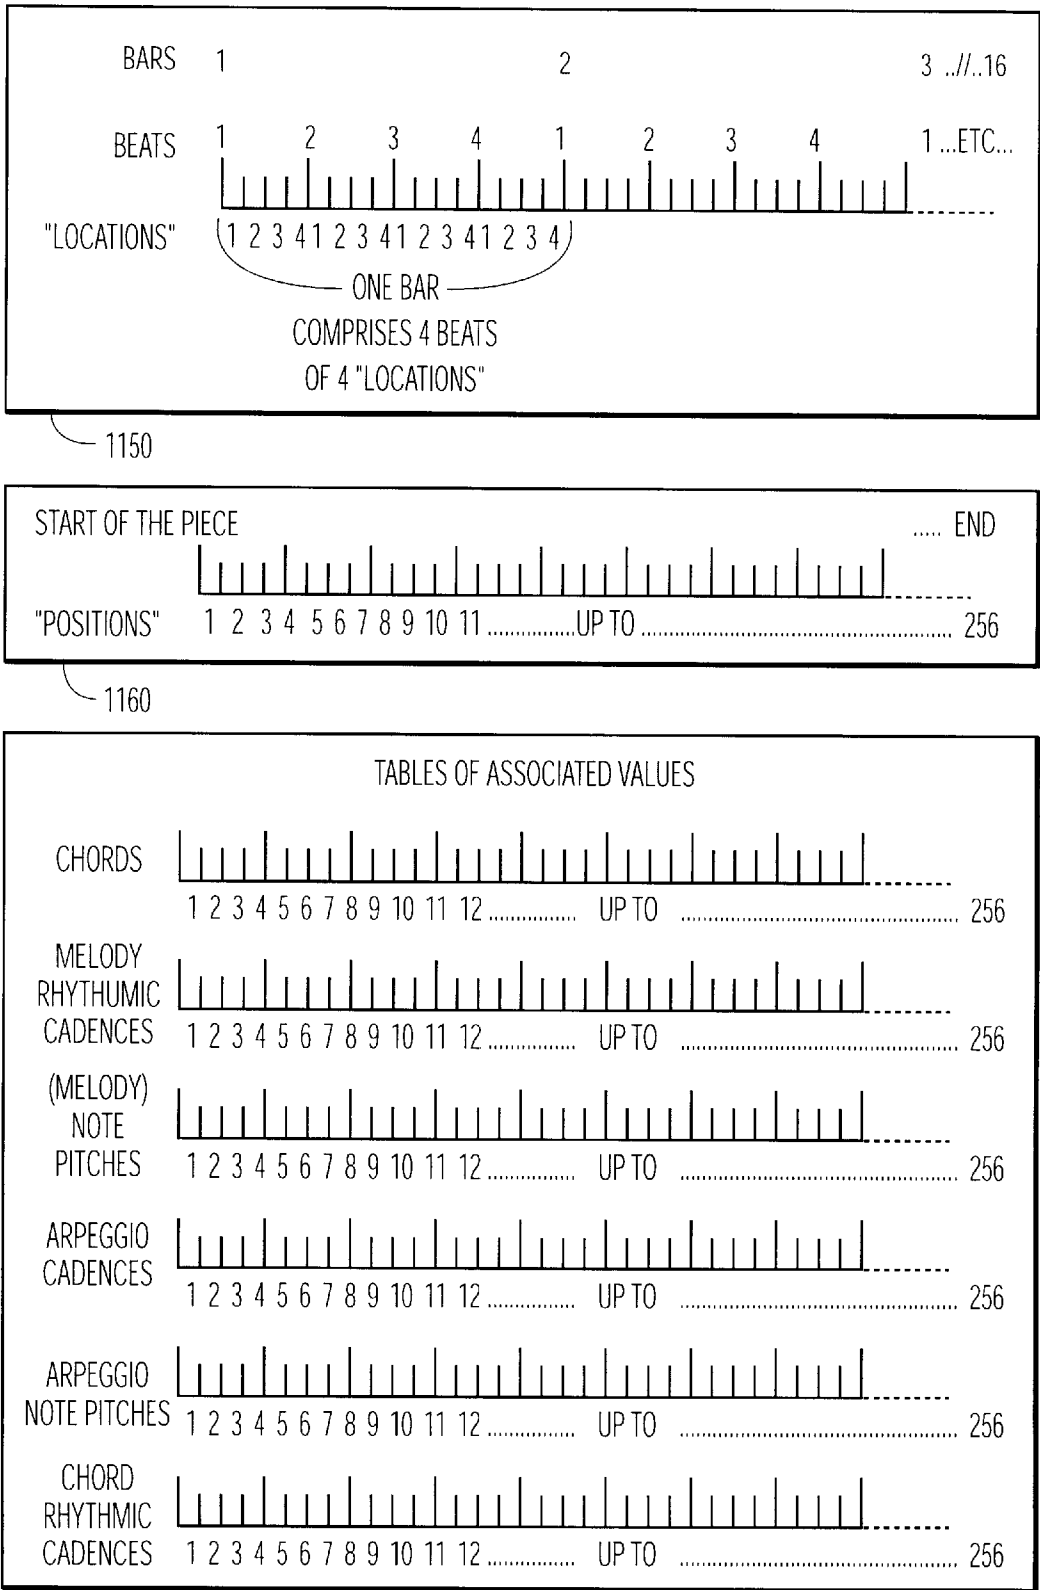 BARS 1 2 3 ..//..16
BEATS 1 2 3 4 1 2 3 4 1 ...ETC...
"LOCATIONS" 1 2 3 4 1 2 3 4 1 2 3 4 1 2 3 4
ONE BAR
COMPRISES 4 BEATS
OF 4 "LOCATIONS"
1150
START OF THE PIECE ..... END
"POSITIONS" 1 2 3 4 5 6 7 8 9 10 11 ............... UP TO ............... 256
1160
TABLES OF ASSOCIATED VALUES
CHORDS
1 2 3 4 5 6 7 8 9 10 11 12 ............... UP TO ............... 256
MELODY
RHYTHUMIC
CADENCES 1 2 3 4 5 6 7 8 9 10 11 12 ............... UP TO ............... 256
(MELODY)
NOTE
PITCHES 1 2 3 4 5 6 7 8 9 10 11 12 ............... UP TO ............... 256
ARPEGGIO
CADENCES
1 2 3 4 5 6 7 8 9 10 11 12 ............... UP TO ............... 256
ARPEGGIO
NOTE PITCHES 1 2 3 4 5 6 7 8 9 10 11 12 ............... UP TO ............... 256
CHORD
RHYTHMIC
CADENCES 1 2 3 4 5 6 7 8 9 10 11 12 ............... UP TO ............... 256